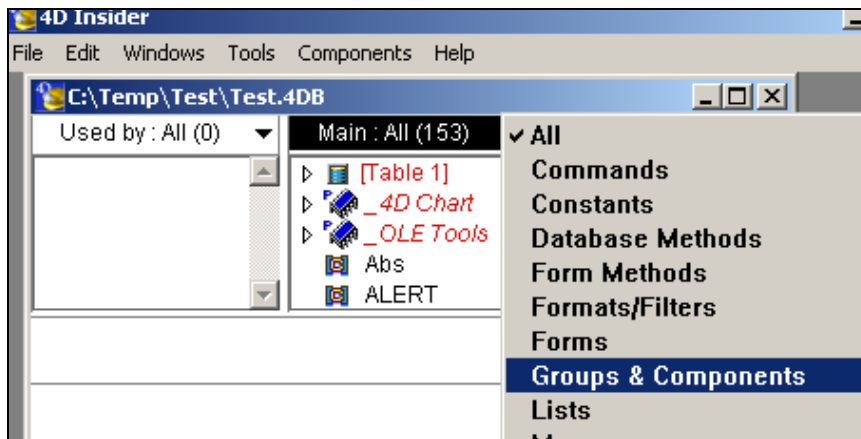 4D Insider
File Edit Windows Tools Components Help
C:\Temp\Test\Test.4DB
Used by : All (0)
Main : All (153)
[Table 1]
_4D Chart
_OLE Tools
Abs
ALERT
All
Commands
Constants
Database Methods
Form Methods
Formats/Filters
Forms
Groups & Components
Lists